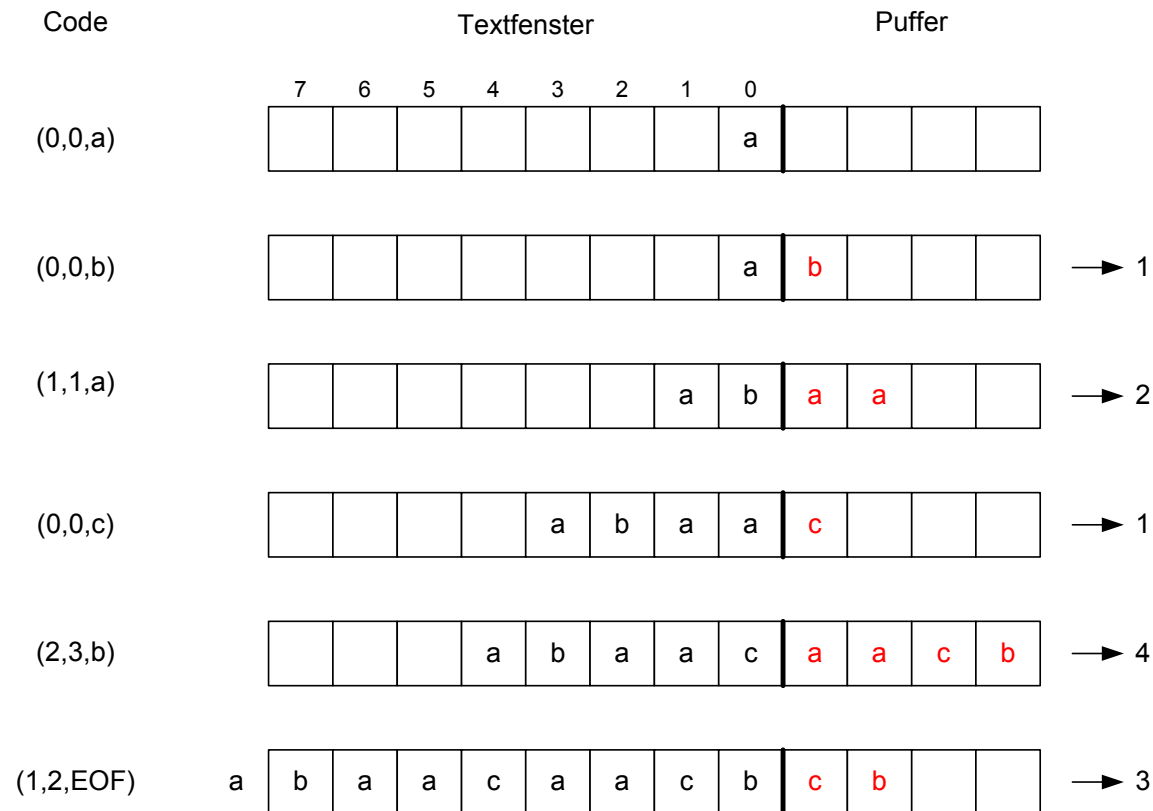 Code Textfenster Puffer
7 6 5 4 3 2 1 0
(0,0,a) a
(0,0,b) a b 1
(1,1,a) a b a a 2
(0,0,c) a b a a c 1
(2,3,b) a b a a c a a c b 4
(1,2,EOF) a b a a c a a c b c b 3